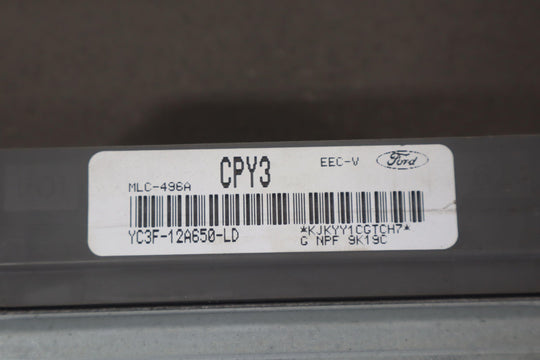 CPY3
EEC-V
Ford
MLC-496A
YC3F-12A650-LD
*KJKYY1CGTCH7*
G NPF 9K19C